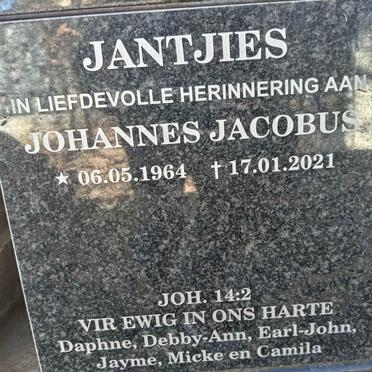 JANTJIES
IN LIEFDEVOLLE HERINNERING AAN
JOHANNES JACOBUS
★ 06.05.1964 † 17.01.2021
JOH. 14:2
VIR EWIG IN ONS HARTE
Daphne, Debby-Ann, Earl-John,
Jayme, Micke en Camila